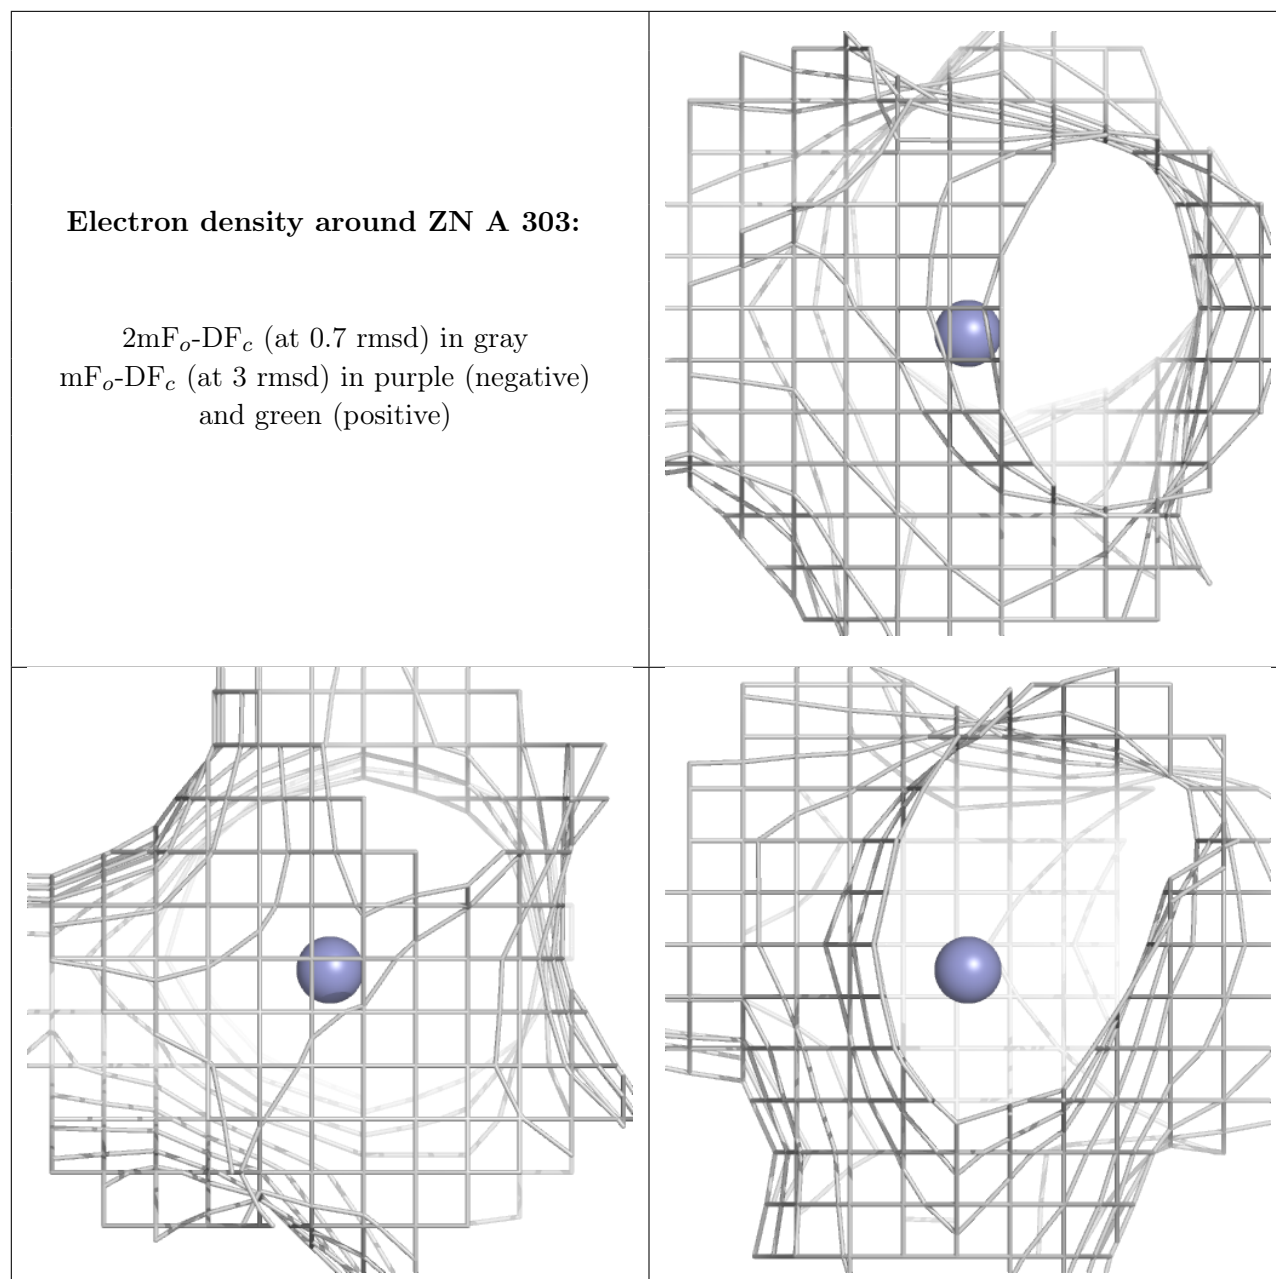 Electron density around ZN A 303:
2mFo-DFc (at 0.7 rmsd) in gray
mFo-DFc (at 3 rmsd) in purple (negative)
and green (positive)